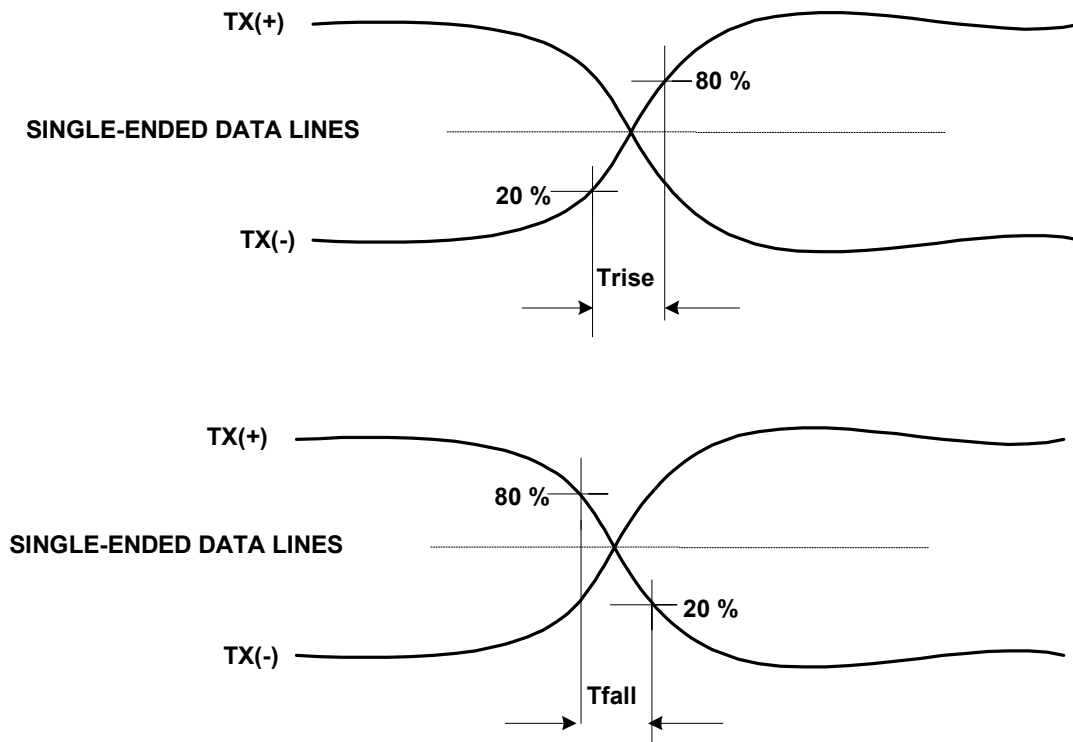 TX(+)
80 %
SINGLE-ENDED DATA LINES
20 %
TX(-)
Trise
TX(+)
80 %
SINGLE-ENDED DATA LINES
20 %
TX(-)
Tfall